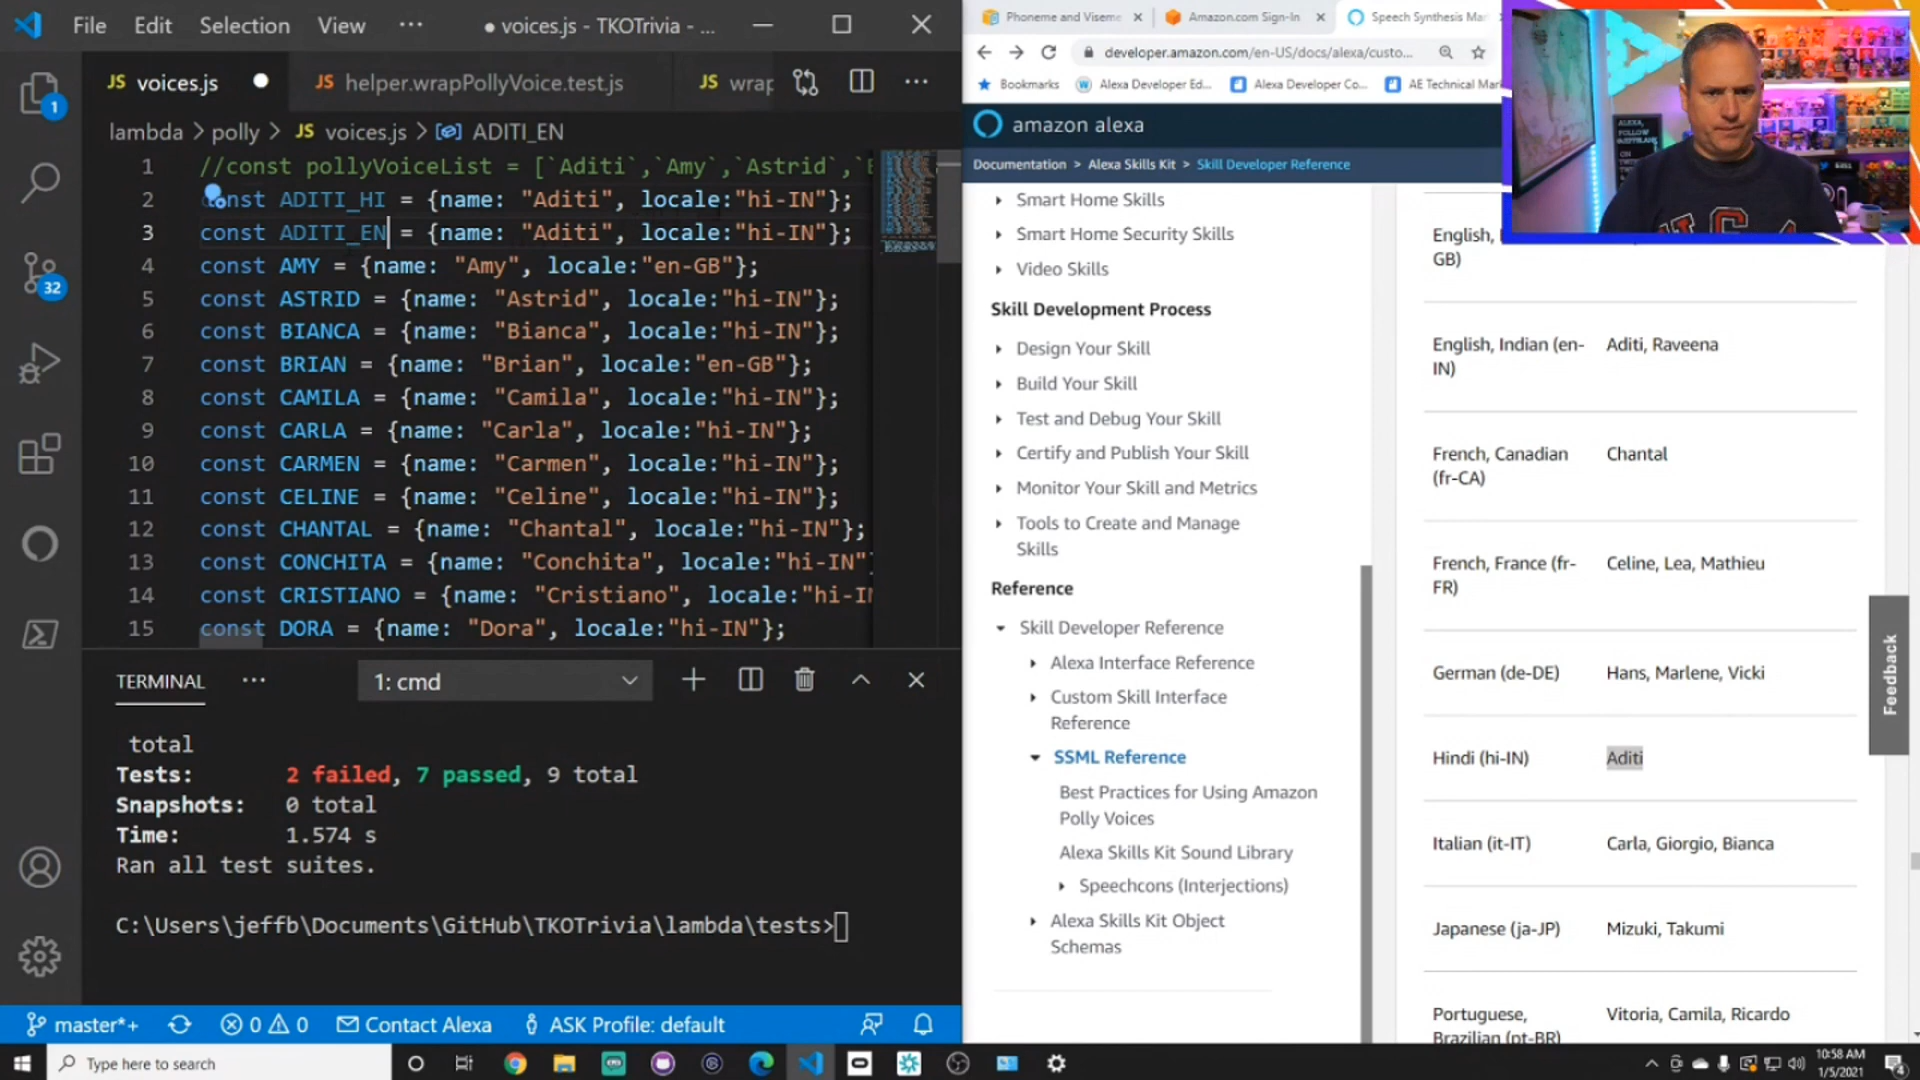 File Edit Selection View ··· ● voices.js - TKOTrivia - ...
JS voices.js ● JS helper.wrapPollyVoice.test.js JS wrap
lambda > polly > JS voices.js > ADITI_EN
1 //const pollyVoiceList = [`Aditi`,`Amy`,`Astrid`,`
2 const ADITI_HI = {name: "Aditi", locale:"hi-IN"};
3 const ADITI_EN = {name: "Aditi", locale:"hi-IN"};
4 const AMY = {name: "Amy", locale:"en-GB"};
5 const ASTRID = {name: "Astrid", locale:"hi-IN"};
6 const BIANCA = {name: "Bianca", locale:"hi-IN"};
7 const BRIAN = {name: "Brian", locale:"en-GB"};
8 const CAMILA = {name: "Camila", locale:"hi-IN"};
9 const CARLA = {name: "Carla", locale:"hi-IN"};
10 const CARMEN = {name: "Carmen", locale:"hi-IN"};
11 const CELINE = {name: "Celine", locale:"hi-IN"};
12 const CHANTAL = {name: "Chantal", locale:"hi-IN"};
13 const CONCHITA = {name: "Conchita", locale:"hi-IN"
14 const CRISTIANO = {name: "Cristiano", locale:"hi-IN
15 const DORA = {name: "Dora", locale:"hi-IN"};
TERMINAL ··· 1: cmd
total
Tests: 2 failed, 7 passed, 9 total
Snapshots: 0 total
Time: 1.574 s
Ran all test suites.
C:\Users\jeffb\Documents\GitHub\TKOTrivia\lambda\tests>
1
32
master*+ 0 0 Contact Alexa ASK Profile: default
Phoneme and Viseme Amazon.com Sign-In Speech Synthesis Ma
developer.amazon.com/en-US/docs/alexa/custo...
Bookmarks Alexa Developer Ed... Alexa Developer Co... AE Technical Mar
amazon alexa
Documentation > Alexa Skills Kit > Skill Developer Reference
Smart Home Skills
Smart Home Security Skills
Video Skills
Skill Development Process
Design Your Skill
Build Your Skill
Test and Debug Your Skill
Certify and Publish Your Skill
Monitor Your Skill and Metrics
Tools to Create and Manage
Skills
Reference
Skill Developer Reference
Alexa Interface Reference
Custom Skill Interface
Reference
SSML Reference
Best Practices for Using Amazon
Polly Voices
Alexa Skills Kit Sound Library
Speechcons (Interjections)
Alexa Skills Kit Object
Schemas
English,
GB)
English, Indian (en- Aditi, Raveena
IN)
French, Canadian Chantal
(fr-CA)
French, France (fr- Celine, Lea, Mathieu
FR)
German (de-DE) Hans, Marlene, Vicki
Hindi (hi-IN) Aditi
Italian (it-IT) Carla, Giorgio, Bianca
Japanese (ja-JP) Mizuki, Takumi
Portuguese, Vitoria, Camila, Ricardo
Brazilian (pt-BR)
Feedback
ALEXA,
FOLLOW
Type here to search
10:58 AM
1/5/2021
4